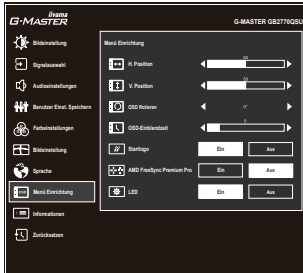 iiyama
G-MASTER
G-MASTER GB2770QSU
Bildeinstellung
Signalauswahl
Audioeinstellungen
Benutzer Einst. Speichern
Farbeinstellungen
Bildeinstellung
Sprache
Menü Einrichtung
Informationen
Zurücksetzen
Menü Einrichtung
H. Position
50
V. Position
50
OSD Rotieren
0°
OSD-Einblendzeit
5
Startlogo
Ein
Aus
AMD FreeSync Premium Pro
Ein
Aus
LED
Ein
Aus